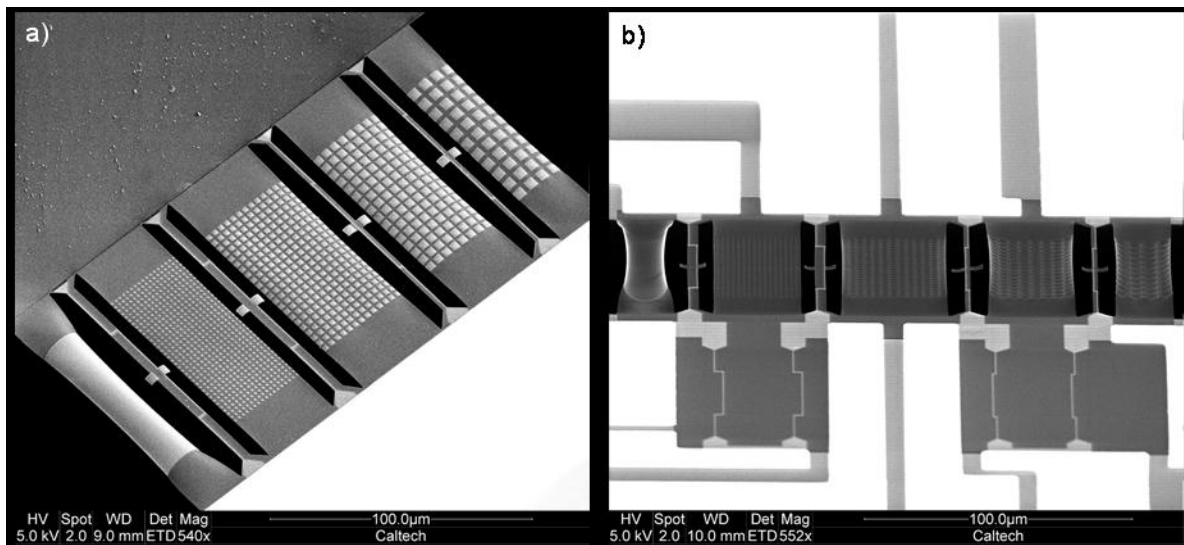 a)
HV Spot WD Det Mag 100.0µm
5.0 kV 2.0 9.0 mm ETD 540x Caltech
b)
HV Spot WD Det Mag 100.0µm
5.0 kV 2.0 10.0 mm ETD 552x Caltech